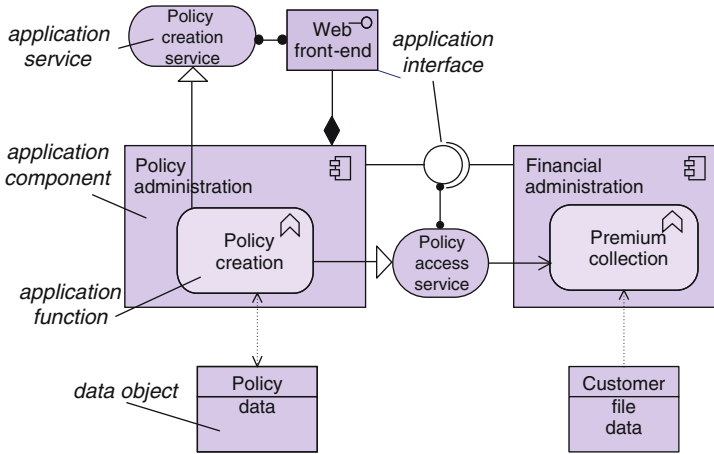 application
service
Policy
creation
service
Web
front-end
application
interface
application
component
Policy
administration
Financial
administration
Policy
creation
Policy
access
service
Premium
collection
application
function
data object
Policy
data
Customer
file
data